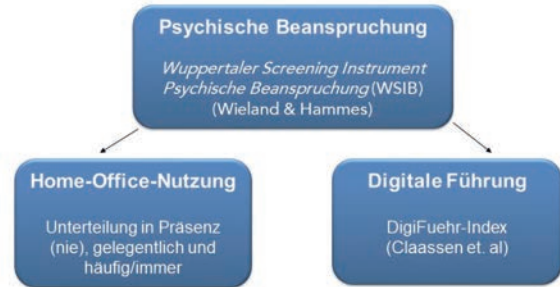 Psychische Beanspruchung
Wuppertaler Screening Instrument
Psychische Beanspruchung (WSIB)
(Wieland & Hammes)
Home-Office-Nutzung
Unterteilung in Präsenz
(nie), gelegentlich und
häufig/immer
Digitale Führung
DigiFuehr-Index
(Claassen et. al)